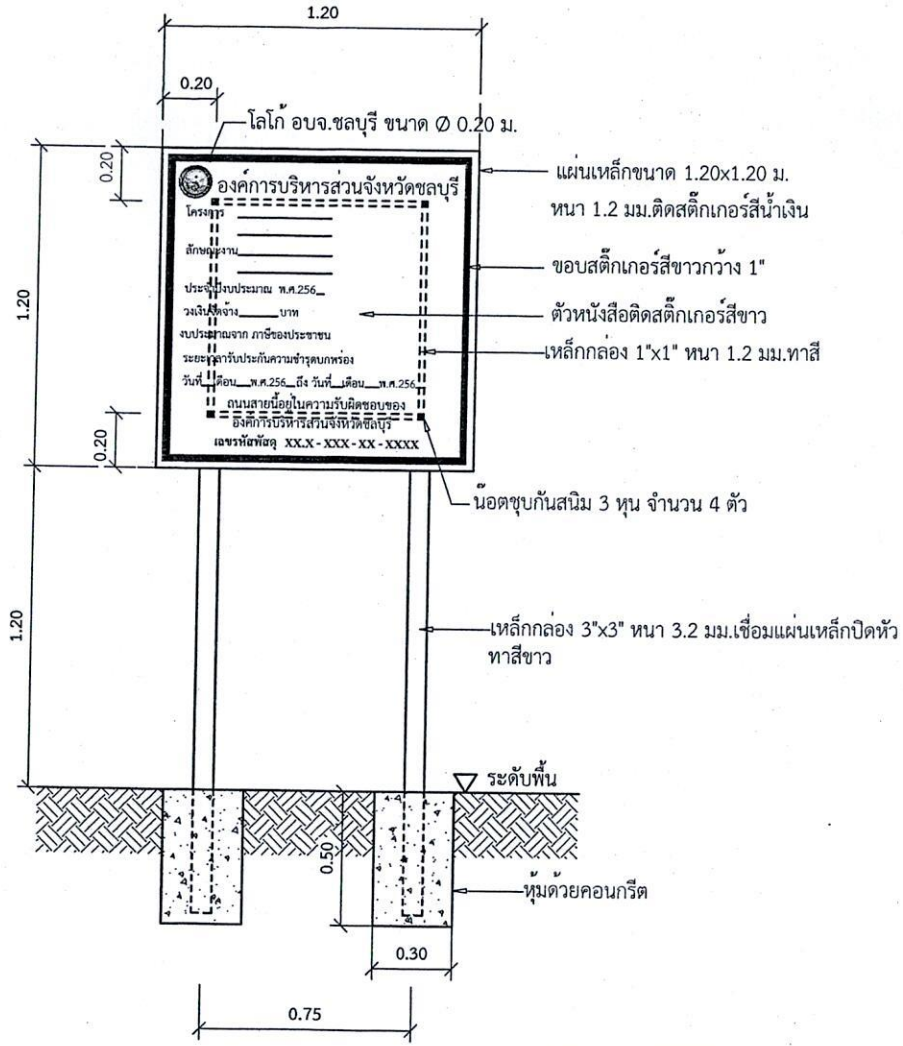 1.20
0.20
โลโก้ อบจ.ชลบุรี ขนาด Ø 0.20 ม.
0.20
องค์การบริหารส่วนจังหวัดชลบุรี
โครงการ
ลักษณะงาน
ประจำปีงบประมาณ พ.ศ.256_
วงเงินจัดจ้าง______บาท
งบประมาณจาก ภาษีของประชาชน
ระยะเวลารับประกันความชำรุดบกพร่อง
วันที่__เดือน__พ.ศ.256_ถึง วันที่__เดือน__พ.ศ.256_
ถนนสายนี้อยู่ในความรับผิดชอบของ
องค์การบริหารส่วนจังหวัดชลบุรี
เลขรหัสพัสดุ XX.X - XXX - XX - XXXX
แผ่นเหล็กขนาด 1.20x1.20 ม.
หนา 1.2 มม.ติดสติ๊กเกอร์สีน้ำเงิน
ขอบสติ๊กเกอร์สีขาวกว้าง 1"
ตัวหนังสือติดสติ๊กเกอร์สีขาว
เหล็กกล่อง 1"x1" หนา 1.2 มม.ทาสี
1.20
0.20
น๊อตชุบกันสนิม 3 หุน จำนวน 4 ตัว
1.20
เหล็กกล่อง 3"x3" หนา 3.2 มม.เชื่อมแผ่นเหล็กปิดหัว
ทาสีขาว
ระดับพื้น
0.50
หุ้มด้วยคอนกรีต
0.30
0.75